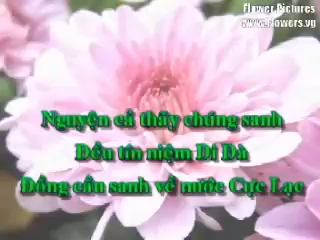 Flower Pictures
www.Flowers.vg
Nguyện cả thảy chúng sanh
Đều tín niệm Di Đà
Đồng cầu sanh về nước Cực Lạc